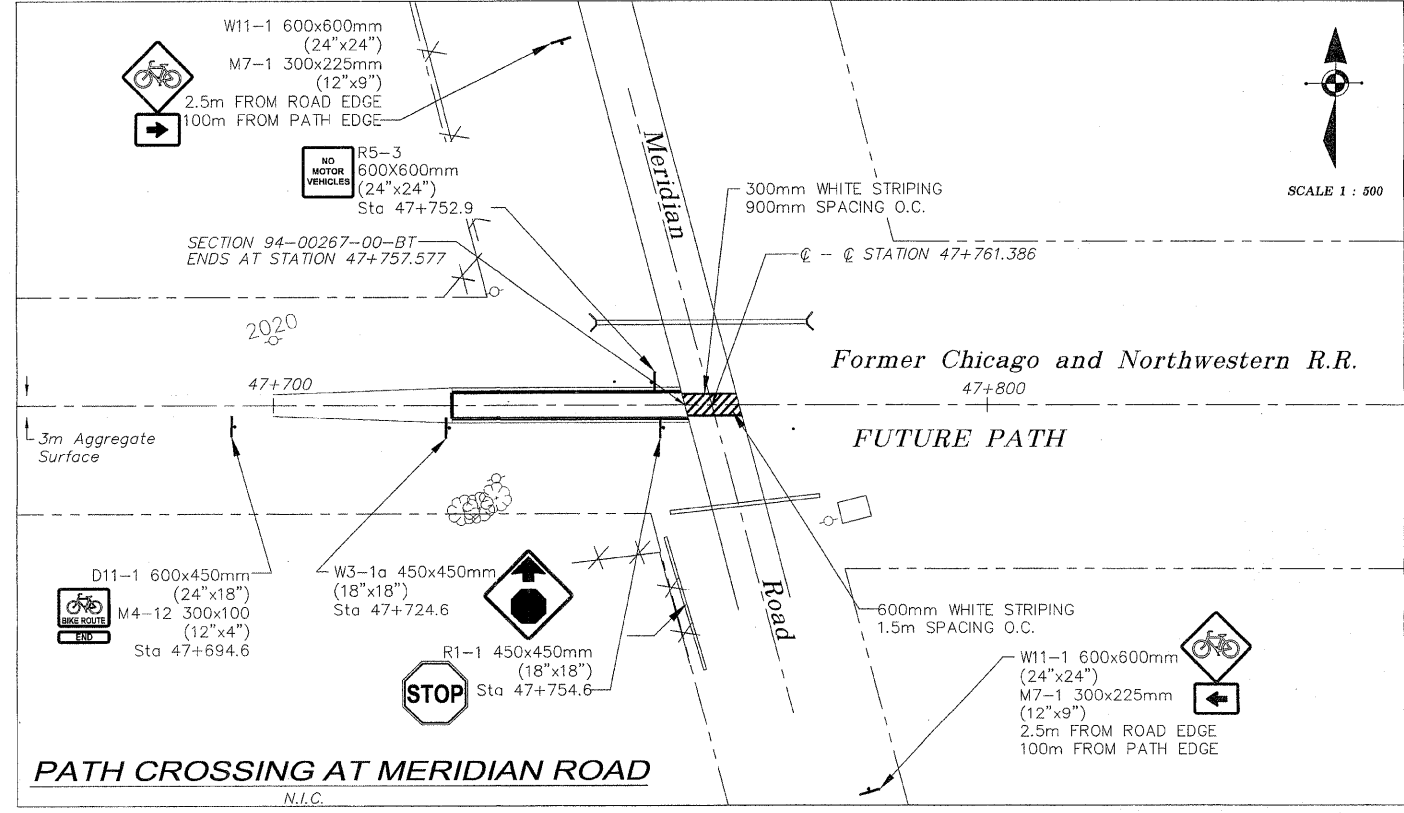 W11-1 600x600mm
(24"x24")
M7-1 300x225mm
(12"x9")
2.5m FROM ROAD EDGE
100m FROM PATH EDGE
NO
MOTOR
VEHICLES
R5-3
600X600mm
(24"x24")
Sta 47+752.9
SECTION 94-00267-00-BT
ENDS AT STATION 47+757.577
Meridian
300mm WHITE STRIPING
900mm SPACING O.C.
SCALE 1 : 500
℄ - ℄ STATION 47+761.386
2020
Former Chicago and Northwestern R.R.
47+700
47+800
3m Aggregate
Surface
FUTURE PATH
D11-1 600x450mm
(24"x18")
M4-12 300x100
(12"x4")
Sta 47+694.6
BIKE ROUTE
END
W3-1a 450x450mm
(18"x18")
Sta 47+724.6
R1-1 450x450mm
(18"x18")
Sta 47+754.6
STOP
Road
600mm WHITE STRIPING
1.5m SPACING O.C.
W11-1 600x600mm
(24"x24")
M7-1 300x225mm
(12"x9")
2.5m FROM ROAD EDGE
100m FROM PATH EDGE
PATH CROSSING AT MERIDIAN ROAD
N.I.C.